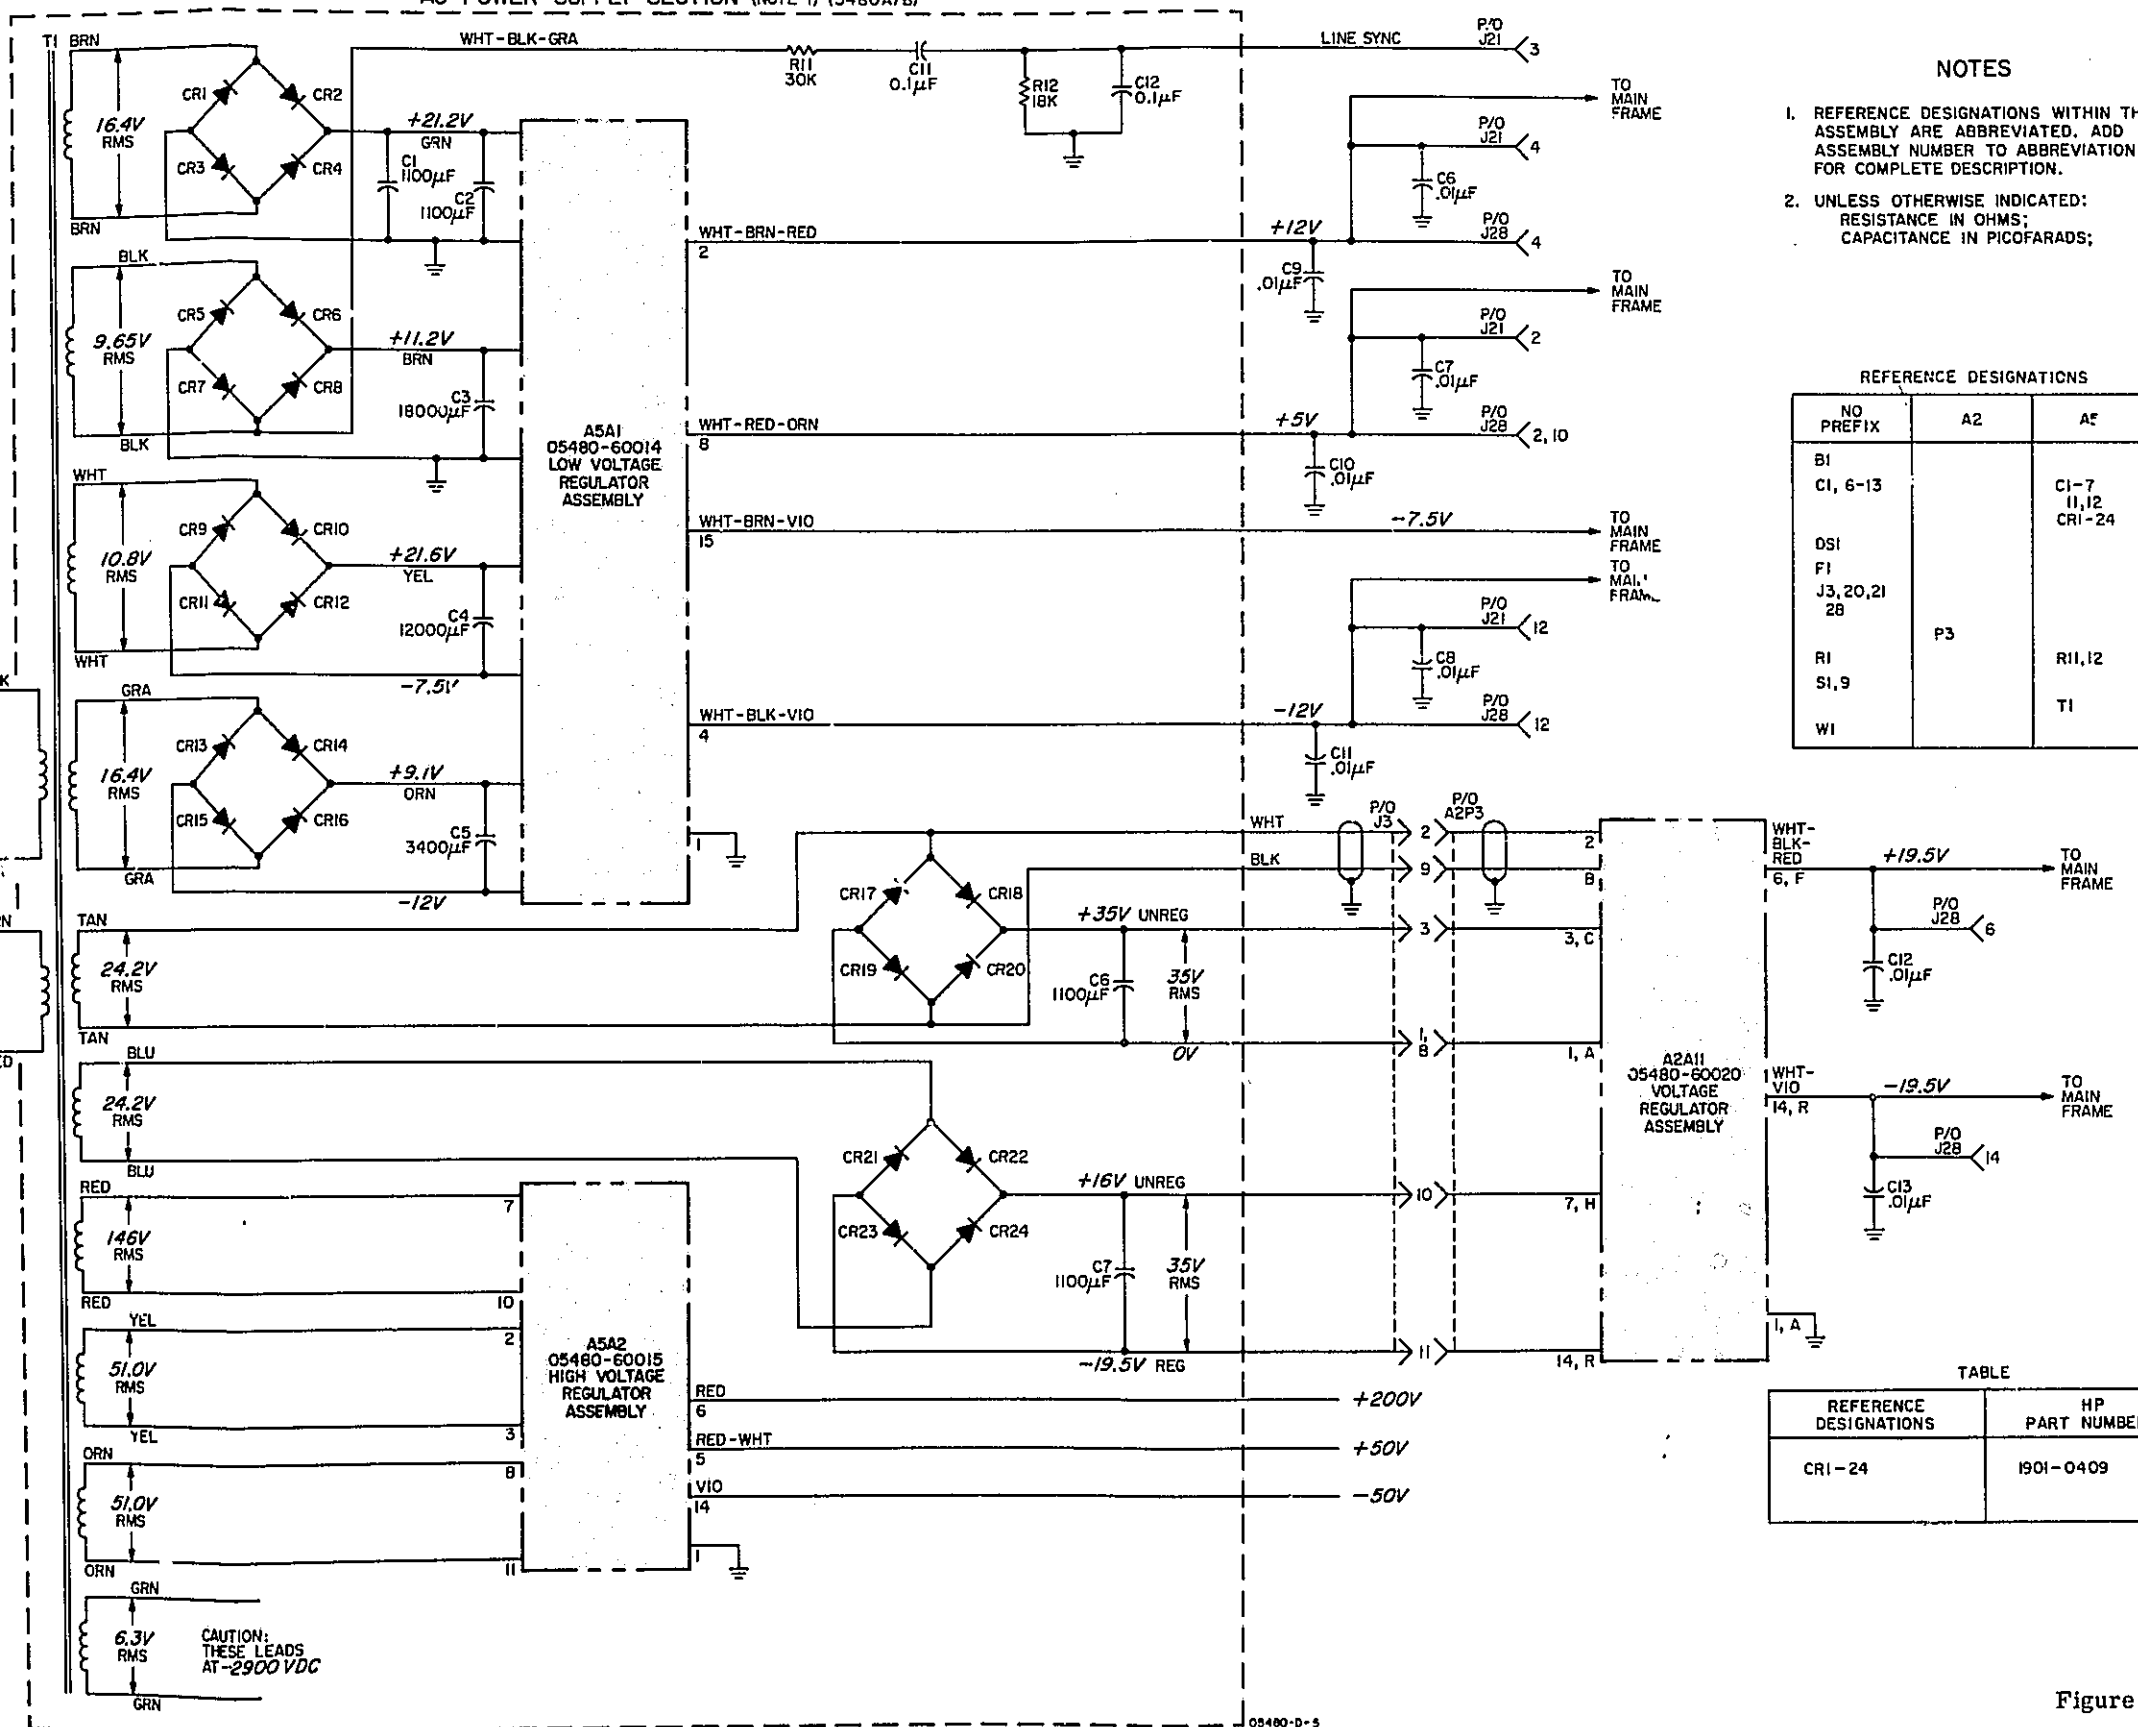 AC POWER SUPPLY SECTION (NOTE 1) (5480A/B)
T1
BRN
16.4V
RMS
BRN
CR1
CR2
CR3
CR4
WHT-BLK-GRA
R11
30K
C11
0.1µF
R12
18K
C12
0.1µF
LINE SYNC
P/O
J21
3
+21.2V
GRN
C1
1100µF
C2
1100µF
BLK
9.65V
RMS
BLK
CR5
CR6
CR7
CR8
+11.2V
BRN
C3
18000µF
WHT
10.8V
RMS
WHT
CR9
CR10
CR11
CR12
+21.6V
YEL
C4
12000µF
-7.5V
GRA
16.4V
RMS
GRA
CR13
CR14
CR15
CR16
+9.1V
ORN
C5
3400µF
-12V
A5A1
05480-60014
LOW VOLTAGE
REGULATOR
ASSEMBLY
WHT-BRN-RED
2
+12V
C9
.01µF
TO
MAIN
FRAME
P/O
J21
4
C6
.01µF
P/O
J28
4
WHT-RED-ORN
8
+5V
C10
.01µF
TO
MAIN
FRAME
P/O
J21
2
C7
.01µF
P/O
J28
2, 10
WHT-BRN-VIO
15
-7.5V
TO
MAIN
FRAME
WHT-BLK-VIO
4
-12V
C11
.01µF
TO
P/O
J21
12
C8
.01µF
P/O
J28
12
1
TAN
24.2V
RMS
TAN
CR17
CR18
CR19
CR20
+35V UNREG
C6
1100µF
35V
RMS
0V
WHT
BLK
P/O
J3
P/O
A2P3
2
9
3
1,
8
10
11
2
B
3, C
1, A
7, H
14, R
BLU
24.2V
RMS
BLU
CR21
CR22
CR23
CR24
+16V UNREG
C7
1100µF
35V
RMS
-19.5V REG
A2A11
05480-60020
VOLTAGE
REGULATOR
ASSEMBLY
WHT-
BLK-
RED
6, F
+19.5V
TO
MAIN
FRAME
P/O
J28
6
C12
.01µF
WHT-
VIO
14, R
-19.5V
TO
MAIN
FRAME
P/O
J28
14
C13
.01µF
1, A
RED
146V
RMS
RED
7
10
YEL
51.0V
RMS
YEL
2
3
ORN
51.0V
RMS
ORN
8
11
A5A2
05480-60015
HIGH VOLTAGE
REGULATOR
ASSEMBLY
RED
6
+200V
RED-WHT
5
+50V
VIO
14
-50V
1
GRN
6.3V
RMS
GRN
CAUTION:
THESE LEADS
AT -2900 VDC
05480-D-5
NOTES
1. REFERENCE DESIGNATIONS WITHIN TH
ASSEMBLY ARE ABBREVIATED. ADD
ASSEMBLY NUMBER TO ABBREVIATION
FOR COMPLETE DESCRIPTION.
2. UNLESS OTHERWISE INDICATED:
RESISTANCE IN OHMS;
CAPACITANCE IN PICOFARADS;
REFERENCE DESIGNATIONS
NO
PREFIX
A2
A5
B1
C1, 6-13
C1-7
11,12
CR1-24
DS1
F1
J3,20,21
28
P3
R1
R11,12
S1,9
T1
W1
TABLE
REFERENCE
DESIGNATIONS
HP
PART NUMBE
CR1-24
1901-0409
Figure